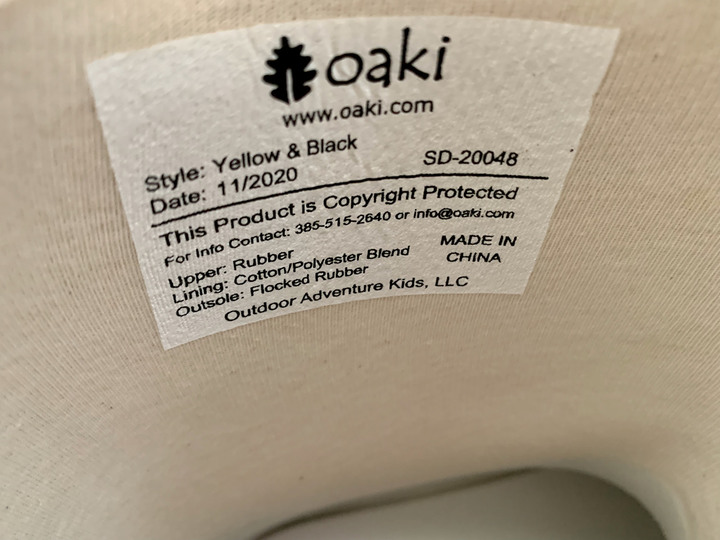 oaki
www.oaki.com
Style: Yellow & Black
Date: 11/2020
SD-20048
This Product is Copyright Protected
For Info Contact: 385-515-2640 or info@oaki.com
Upper: Rubber
Lining: Cotton/Polyester Blend
Outsole: Flocked Rubber
MADE IN
CHINA
Outdoor Adventure Kids, LLC